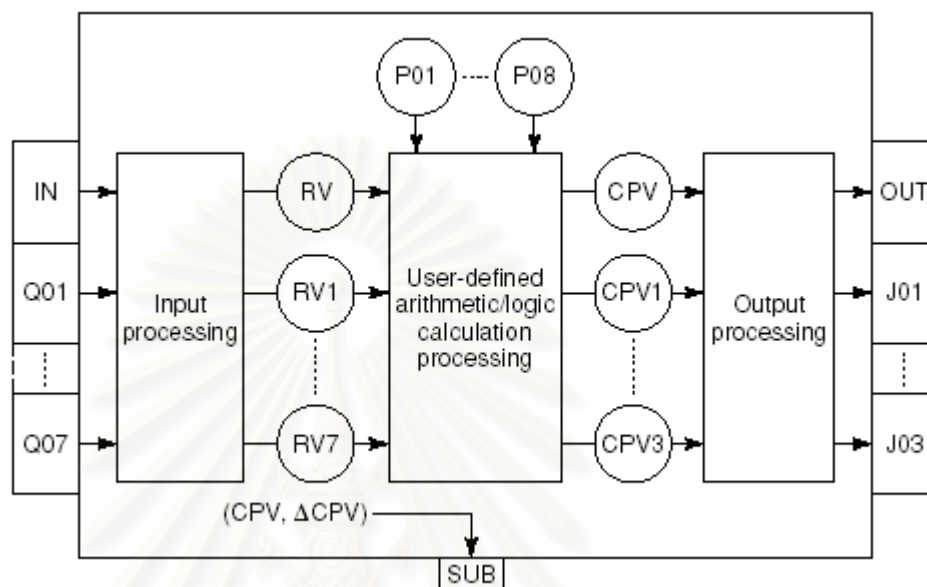 P01
P08
IN
RV
CPV
OUT
Q01
Input
processing
RV1
User-defined
arithmetic/logic
calculation
processing
CPV1
Output
processing
J01
Q07
RV7
CPV3
J03
(CPV, ΔCPV)
SUB